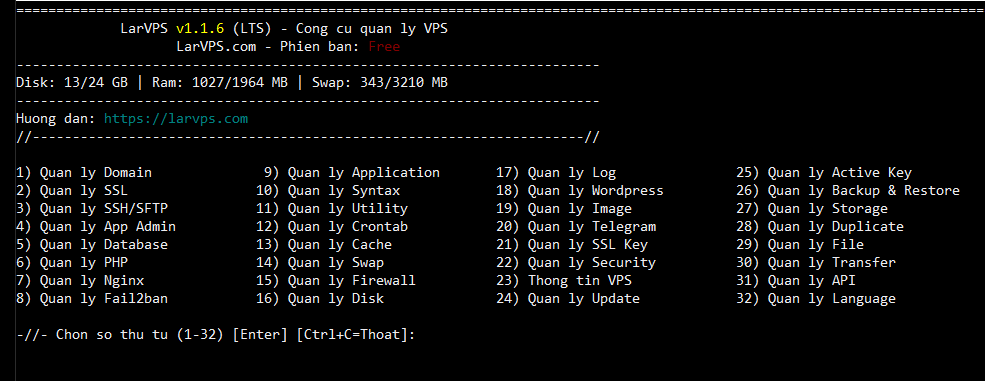 =========================================================================================================================
LarVPS v1.1.6 (LTS) - Cong cu quan ly VPS
LarVPS.com - Phien ban: Free
-------------------------------------------------------------------------
Disk: 13/24 GB | Ram: 1027/1964 MB | Swap: 343/3210 MB
-------------------------------------------------------------------------
Huong dan: https://larvps.com
//---------------------------------------------------------------------//
1) Quan ly Domain 9) Quan ly Application 17) Quan ly Log 25) Quan ly Active Key
2) Quan ly SSL 10) Quan ly Syntax 18) Quan ly Wordpress 26) Quan ly Backup & Restore
3) Quan ly SSH/SFTP 11) Quan ly Utility 19) Quan ly Image 27) Quan ly Storage
4) Quan ly App Admin 12) Quan ly Crontab 20) Quan ly Telegram 28) Quan ly Duplicate
5) Quan ly Database 13) Quan ly Cache 21) Quan ly SSL Key 29) Quan ly File
6) Quan ly PHP 14) Quan ly Swap 22) Quan ly Security 30) Quan ly Transfer
7) Quan ly Nginx 15) Quan ly Firewall 23) Thong tin VPS 31) Quan ly API
8) Quan ly Fail2ban 16) Quan ly Disk 24) Quan ly Update 32) Quan ly Language
-//- Chon so thu tu (1-32) [Enter] [Ctrl+C=Thoat]: